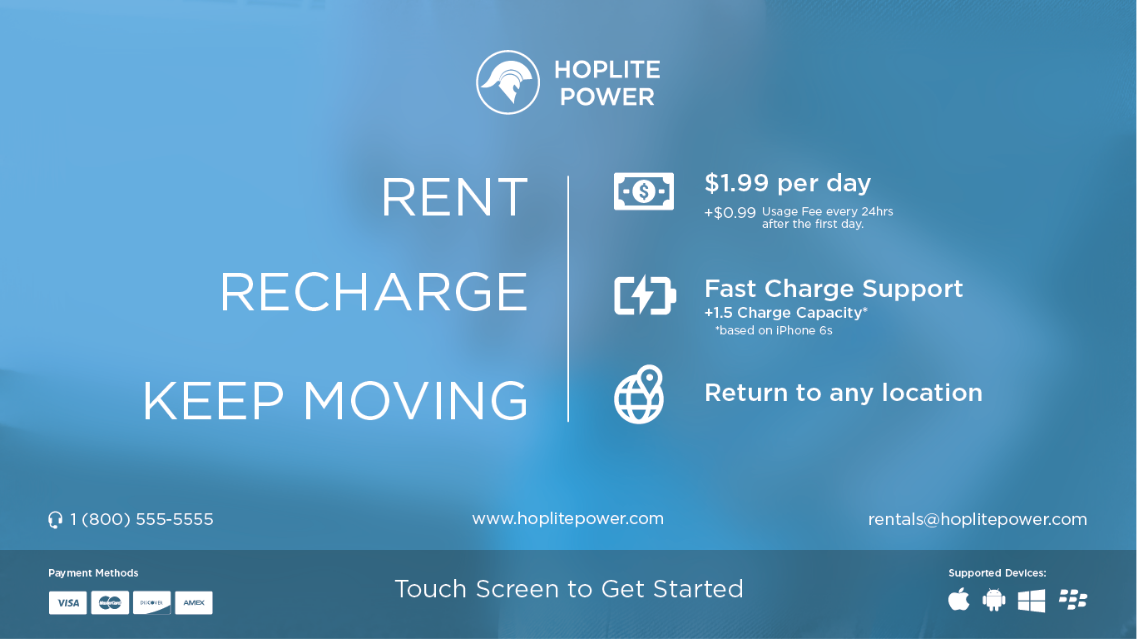 HOPLITE
POWER
RENT
RECHARGE
KEEP MOVING
$1.99 per day
+$0.99 Usage Fee every 24hrs
after the first day.
Fast Charge Support
+1.5 Charge Capacity*
*based on iPhone 6s
Return to any location
1 (800) 555-5555
www.hoplitepower.com
rentals@hoplitepower.com
Payment Methods
VISA MasterCard DISCOVER AMEX
Touch Screen to Get Started
Supported Devices: